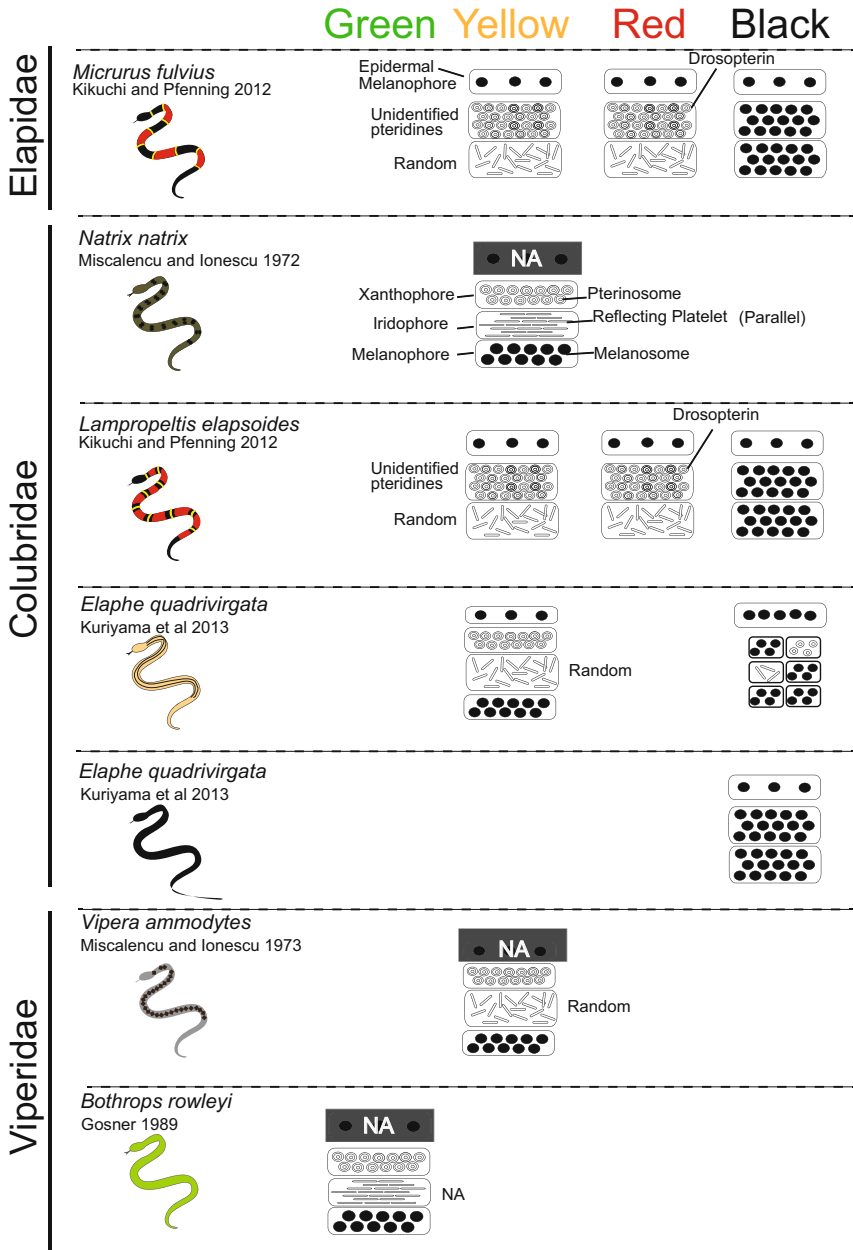 Green Yellow Red Black
Elapidae
Micrurus fulvius
Kikuchi and Pfenning 2012
Epidermal
Melanophore
Drosopterin
Unidentified
pteridines
Random
Colubridae
Natrix natrix
Miscalencu and Ionescu 1972
NA
Xanthophore
Pterinosome
Iridophore
Reflecting Platelet (Parallel)
Melanophore
Melanosome
Lampropeltis elapsoides
Kikuchi and Pfenning 2012
Drosopterin
Unidentified
pteridines
Random
Elaphe quadrivirgata
Kuriyama et al 2013
Random
Elaphe quadrivirgata
Kuriyama et al 2013
Viperidae
Vipera ammodytes
Miscalencu and Ionescu 1973
NA
Random
Bothrops rowleyi
Gosner 1989
NA
NA